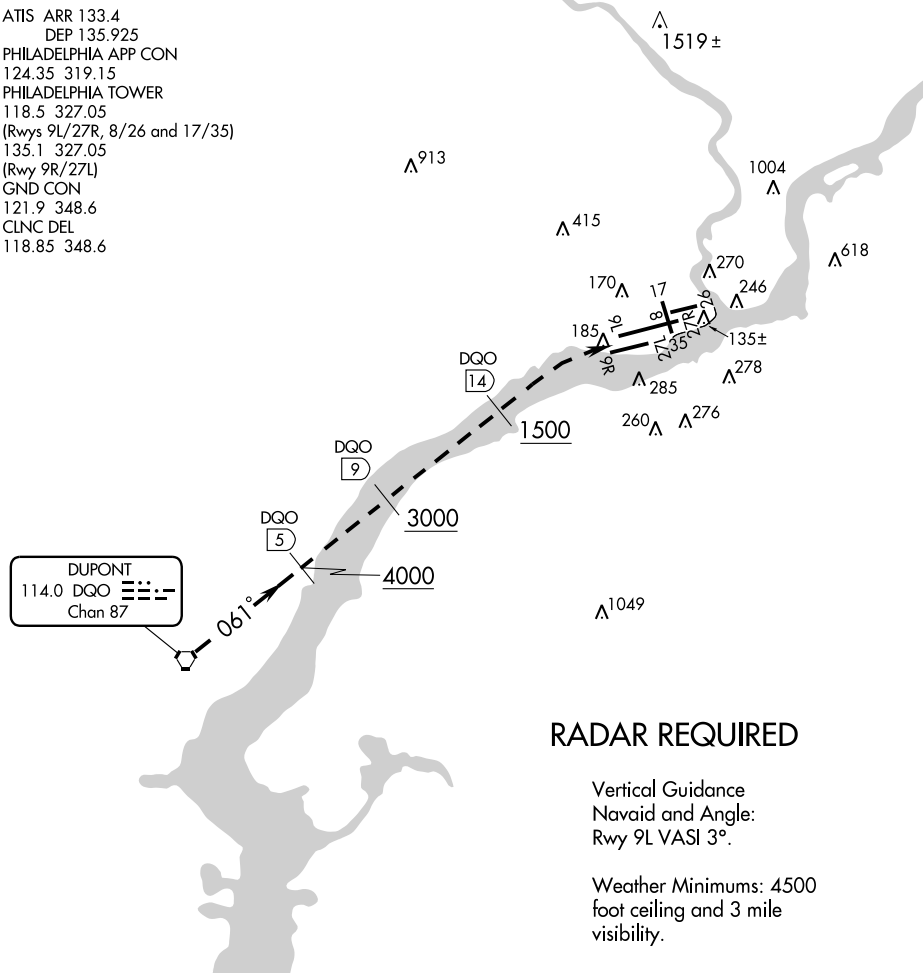 ATIS ARR 133.4
DEP 135.925
PHILADELPHIA APP CON
124.35 319.15
PHILADELPHIA TOWER
118.5 327.05
(Rwys 9L/27R, 8/26 and 17/35)
135.1 327.05
(Rwy 9R/27L)
GND CON
121.9 348.6
CLNC DEL
118.85 348.6
1519 ±
913
1004
415
618
270
170
17
246
26
8
9L
185
27R
135±
35
27L
9R
DQO
14
278
285
276
260
1500
DQO
9
3000
DQO
5
4000
DUPONT
114.0 DQO
Chan 87
061°
1049
RADAR REQUIRED
Vertical Guidance
Navaid and Angle:
Rwy 9L VASI 3°.
Weather Minimums: 4500
foot ceiling and 3 mile
visibility.